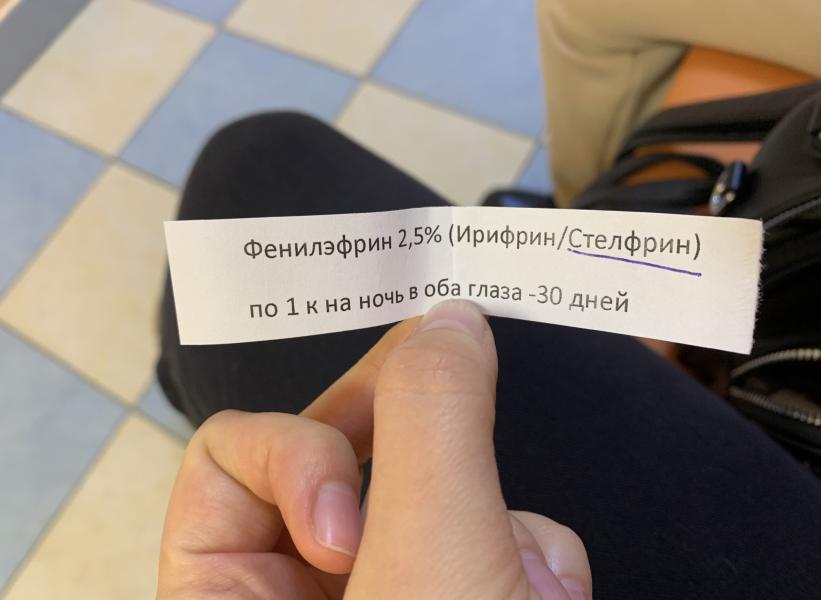 Фенилэфрин 2,5% (Ирифрин/Стелфрин)
по 1 к на ночь в оба глаза -30 дней